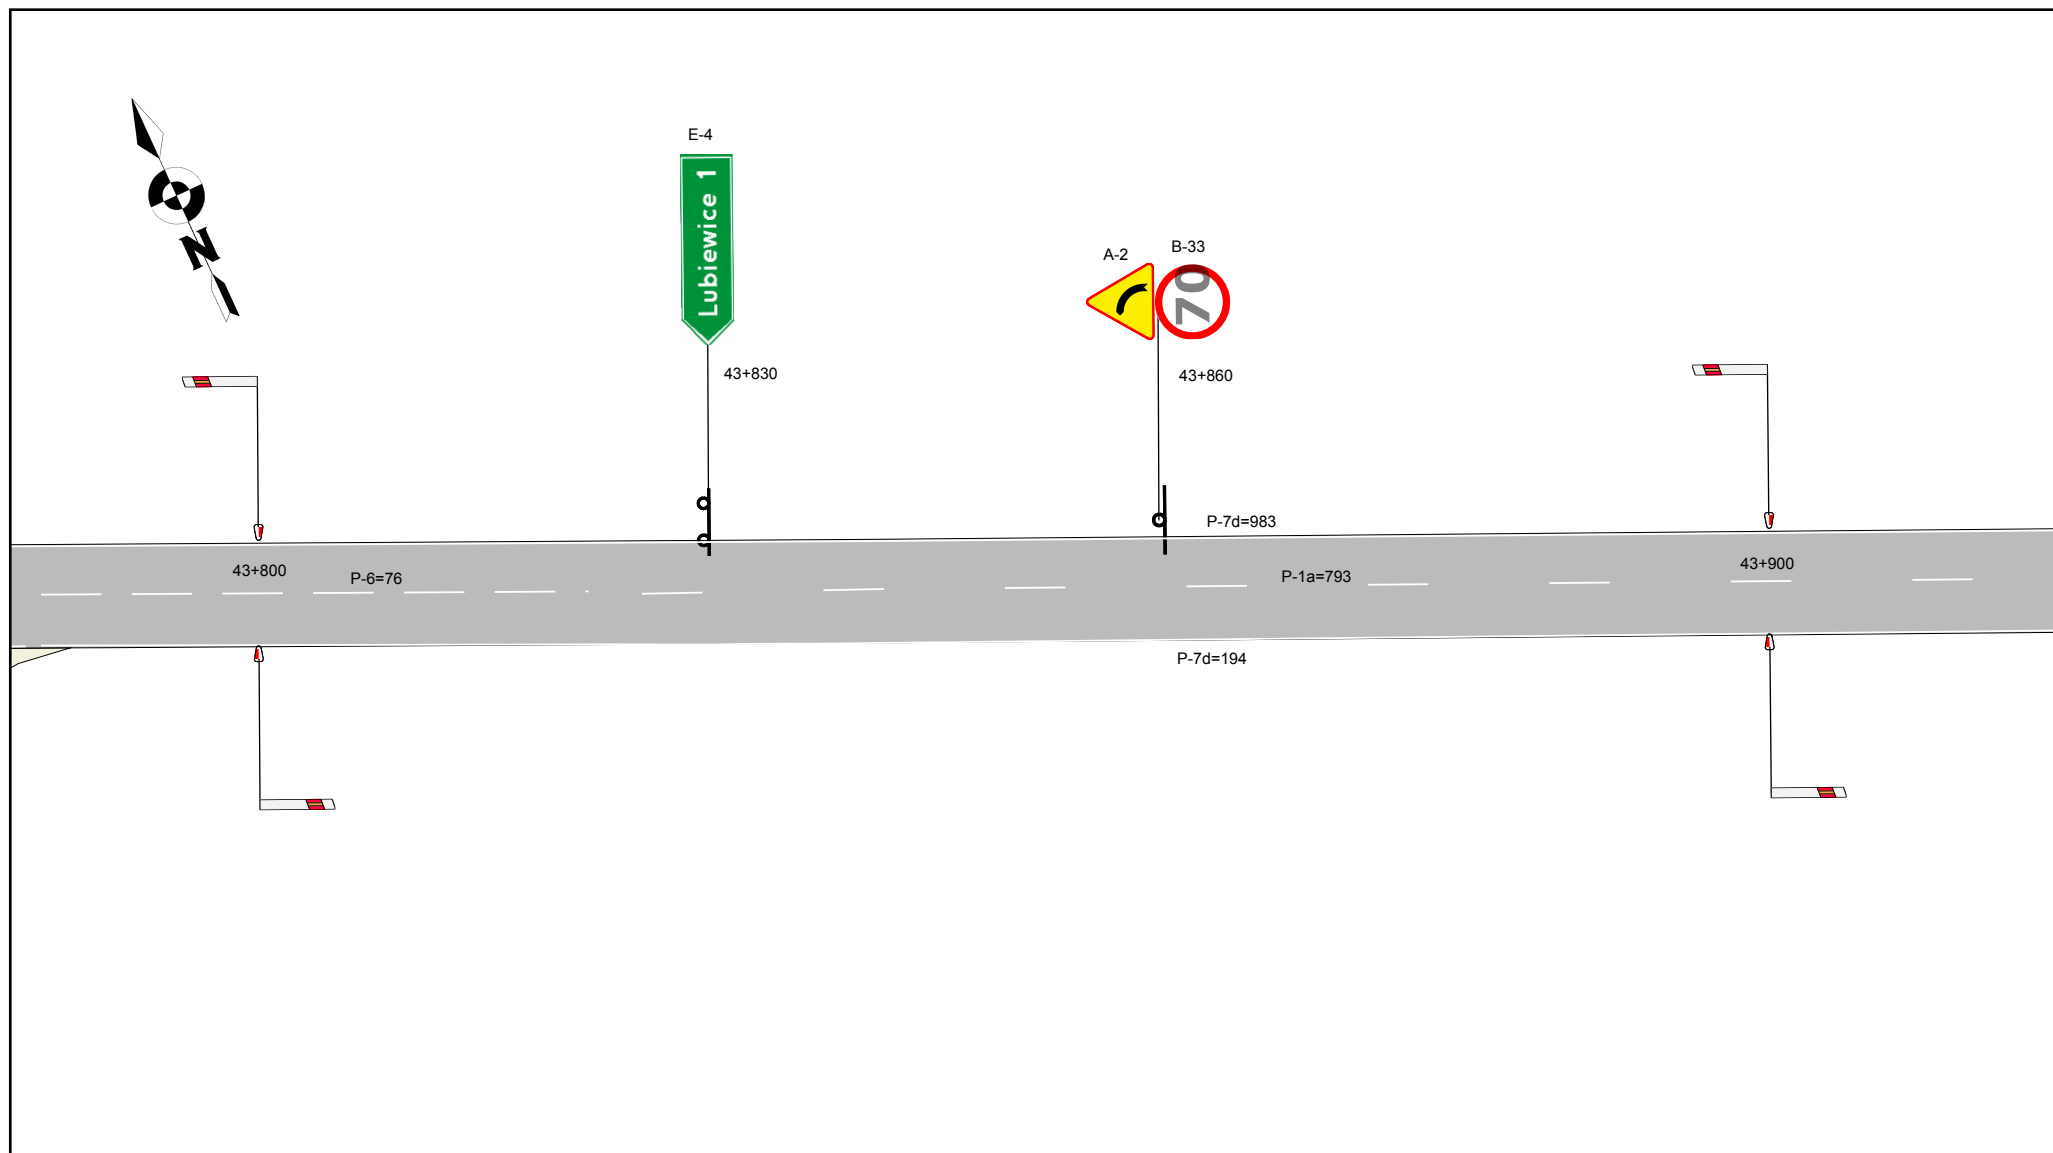 E-4
Lubiewice 1
B-33
A-2
70
N
43+830
43+860
P-7d=983
43+800
P-6=76
P-1a=793
43+900
P-7d=194